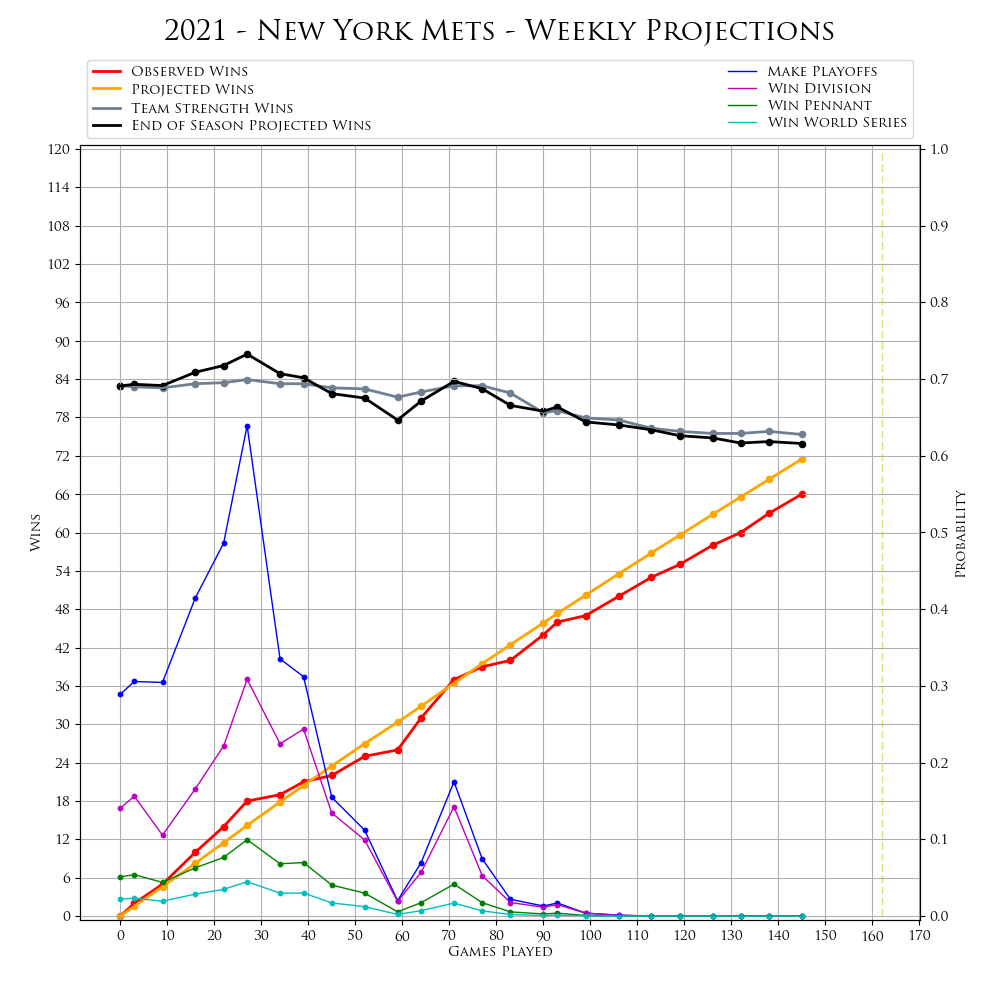 2021 - New York Mets - Weekly Projections
Observed Wins
Projected Wins
Team Strength Wins
End of Season Projected Wins
Make Playoffs
Win Division
Win Pennant
Win World Series
120
114
108
102
96
90
84
78
72
66
60
54
48
42
36
30
24
18
12
6
0
Wins
1.0
0.9
0.8
0.7
0.6
0.5
0.4
0.3
0.2
0.1
0.0
Probability
0 10 20 30 40 50 60 70 80 90 100 110 120 130 140 150 160 170
Games Played